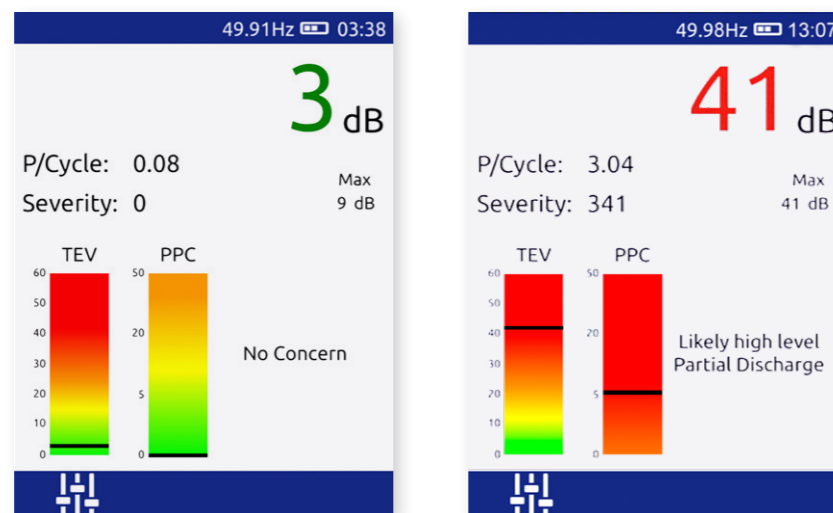 49.91Hz 03:38
3 dB
P/Cycle: 0.08
Max
Severity: 0
9 dB
TEV PPC
60 50
50
40 20
30
20 5
10
0 0
No Concern
49.98Hz 13:07
41 dB
P/Cycle: 3.04
Max
Severity: 341
41 dB
TEV PPC
60 50
50
40 20
30
20 5
10
0 0
Likely high level
Partial Discharge